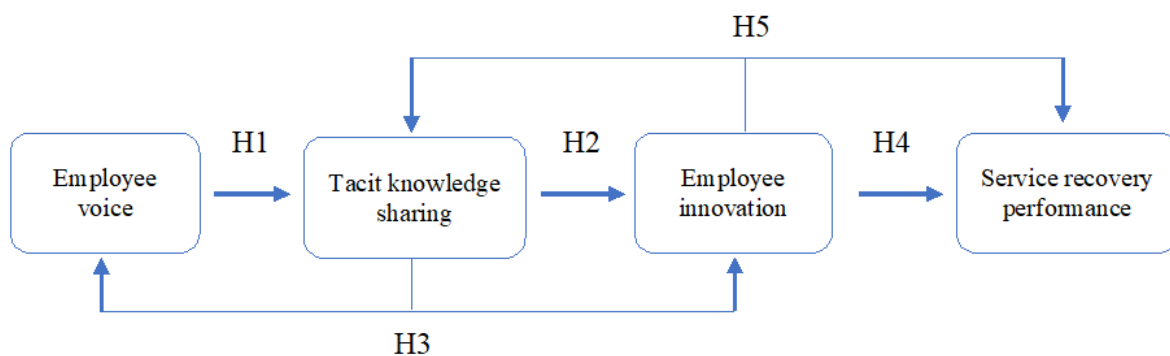 H5
H1
H2
H4
Employee
voice
Tacit knowledge
sharing
Employee
innovation
Service recovery
performance
H3